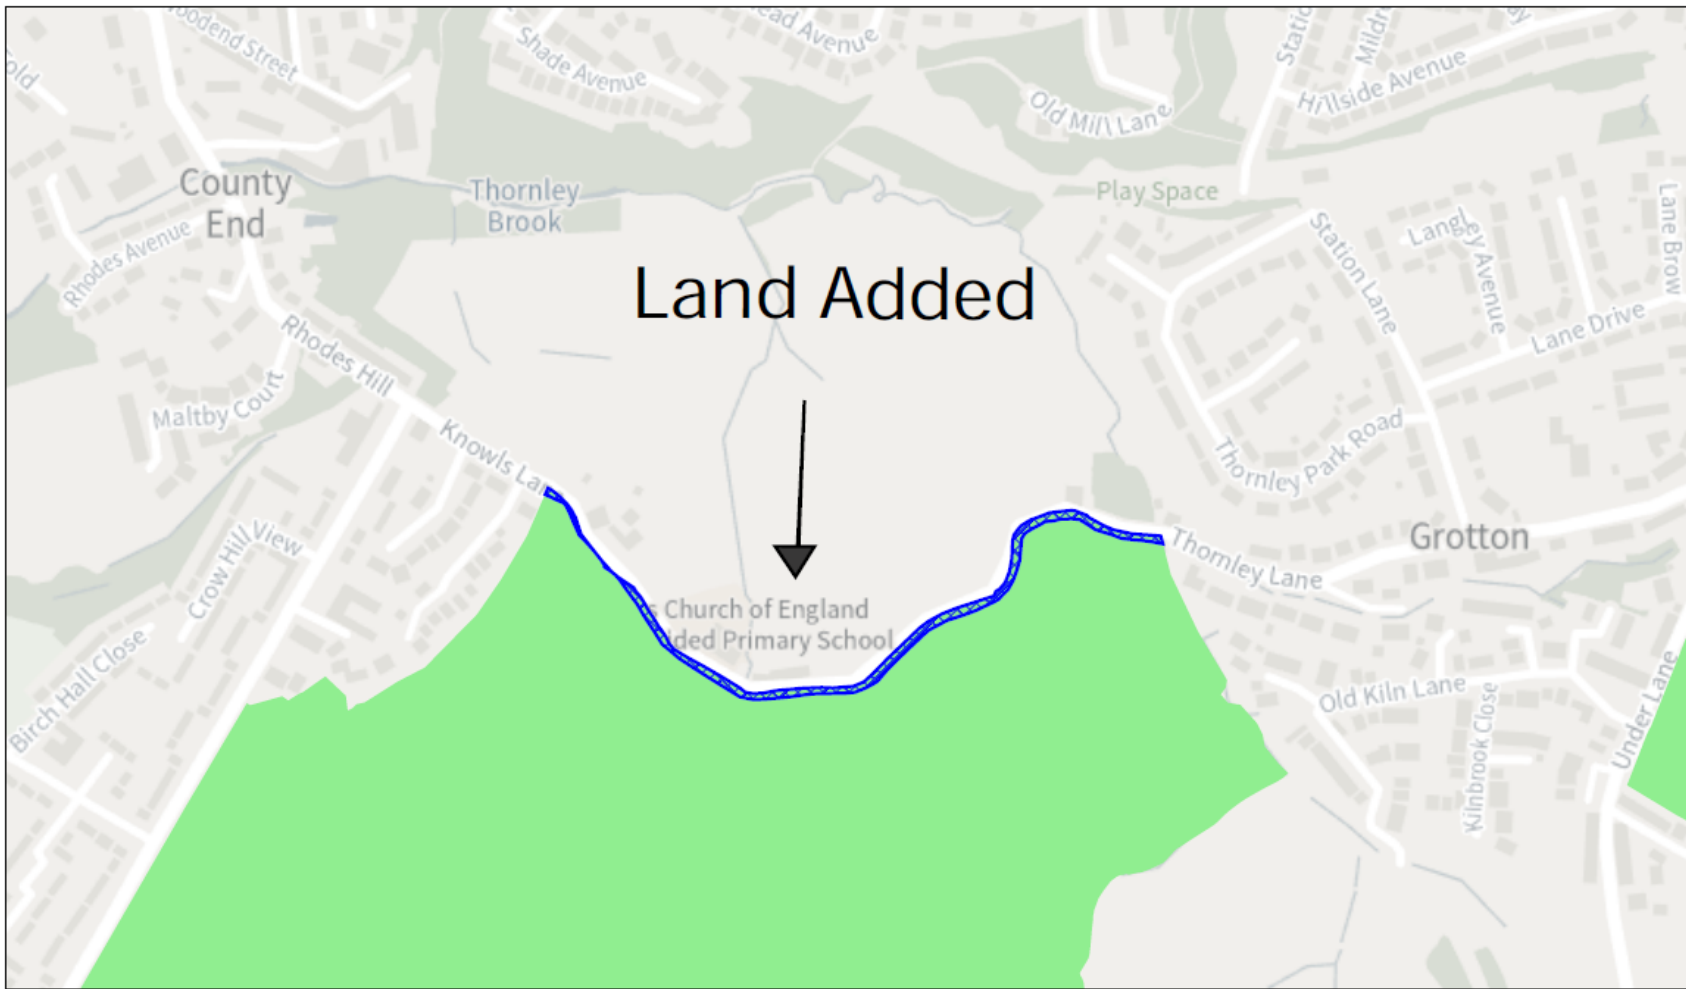 Shade Avenue
Avenue
Old Mill Lane
Hillside Avenue
County
End
Thornley
Brook
Play Space
Rhodes Avenue
Station Lane
Langley Avenue
Lane Brow
Lane Drive
Land Added
Rhodes Hill
Maltby Court
Knowls
Thornley Park Road
Crow Hill View
Grotton
Thornley Lane
Church of England
Primary School
Birch Hall Close
Old Kiln Lane
Kilnbrook Close
Under Lane